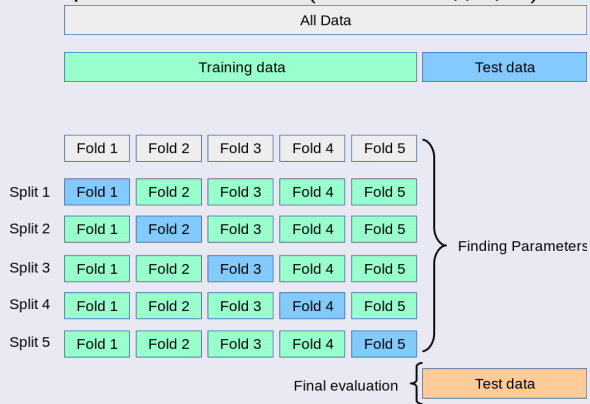 All Data
Training data Test data
Fold 1 Fold 2 Fold 3 Fold 4 Fold 5
Split 1 Fold 1 Fold 2 Fold 3 Fold 4 Fold 5
Split 2 Fold 1 Fold 2 Fold 3 Fold 4 Fold 5
Finding Parameters
Split 3 Fold 1 Fold 2 Fold 3 Fold 4 Fold 5
Split 4 Fold 1 Fold 2 Fold 3 Fold 4 Fold 5
Split 5 Fold 1 Fold 2 Fold 3 Fold 4 Fold 5
Final evaluation Test data